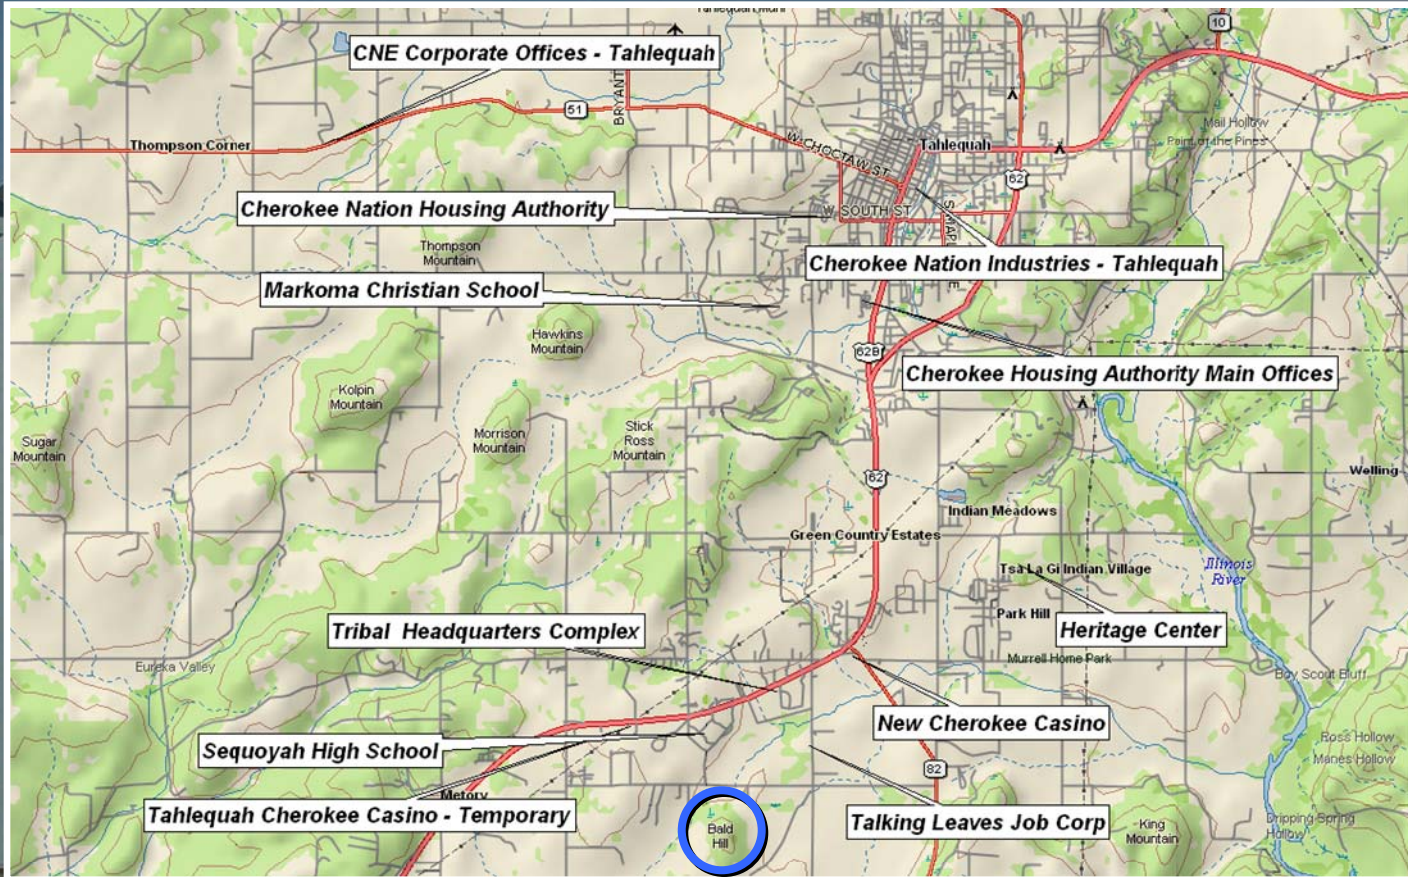 10
CNE Corporate Offices - Tahlequah
BRYANT
51
Mail Hollow
Point of the Pines
Thompson Corner
W CHOCTAW ST
Tahlequah
62
Cherokee Nation Housing Authority
W. SOUTH ST
Thompson
Mountain
Cherokee Nation Industries - Tahlequah
Markoma Christian School
Hawkins
Mountain
62B
Cherokee Housing Authority Main Offices
Kolpin
Mountain
Sugar
Mountain
Morrison
Mountain
Stick
Ross
Mountain
Welling
62
Indian Meadows
Green Country Estates
Tsa La Gi Indian Village
Illinois
River
Park Hill
Heritage Center
Tribal Headquarters Complex
Murrell Home Park
Eureka Valley
Boy Scout Bluff
New Cherokee Casino
Sequoyah High School
Ross Hollow
Manes Hollow
82
Metory
Tahlequah Cherokee Casino - Temporary
Bald
Hill
Talking Leaves Job Corp
King
Mountain
Dripping Spring
Hollow